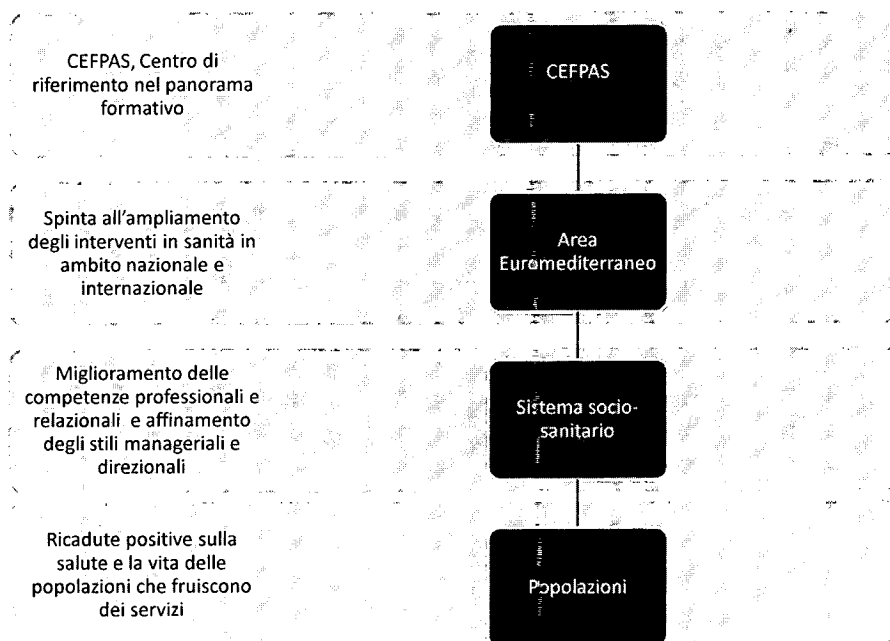 CEFPAS, Centro di
riferimento nel panorama
formativo
CEFPAS
Spinta all'ampliamento
degli interventi in sanità in
ambito nazionale e
internazionale
Area
Euromediterraneo
Miglioramento delle
competenze professionali e
relazionali e affinamento
degli stili manageriali e
direzionali
Sistema socio-
sanitario
Ricadute positive sulla
salute e la vita delle
popolazioni che fruiscono
dei servizi
Popolazioni